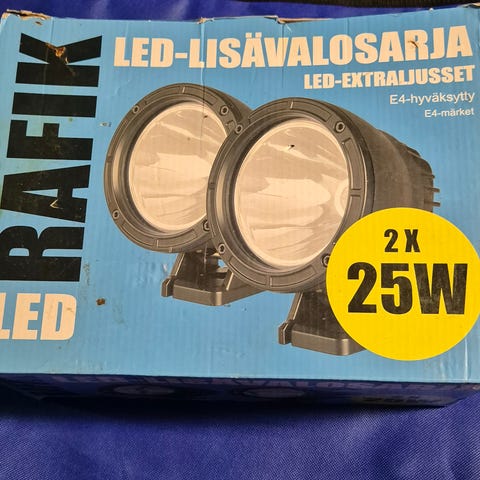 RAFIK
LED
LED-LISÄVALOSARJA
LED-EXTRALJUSSET
E4-hyväksytty
E4-märket
2 X
25W